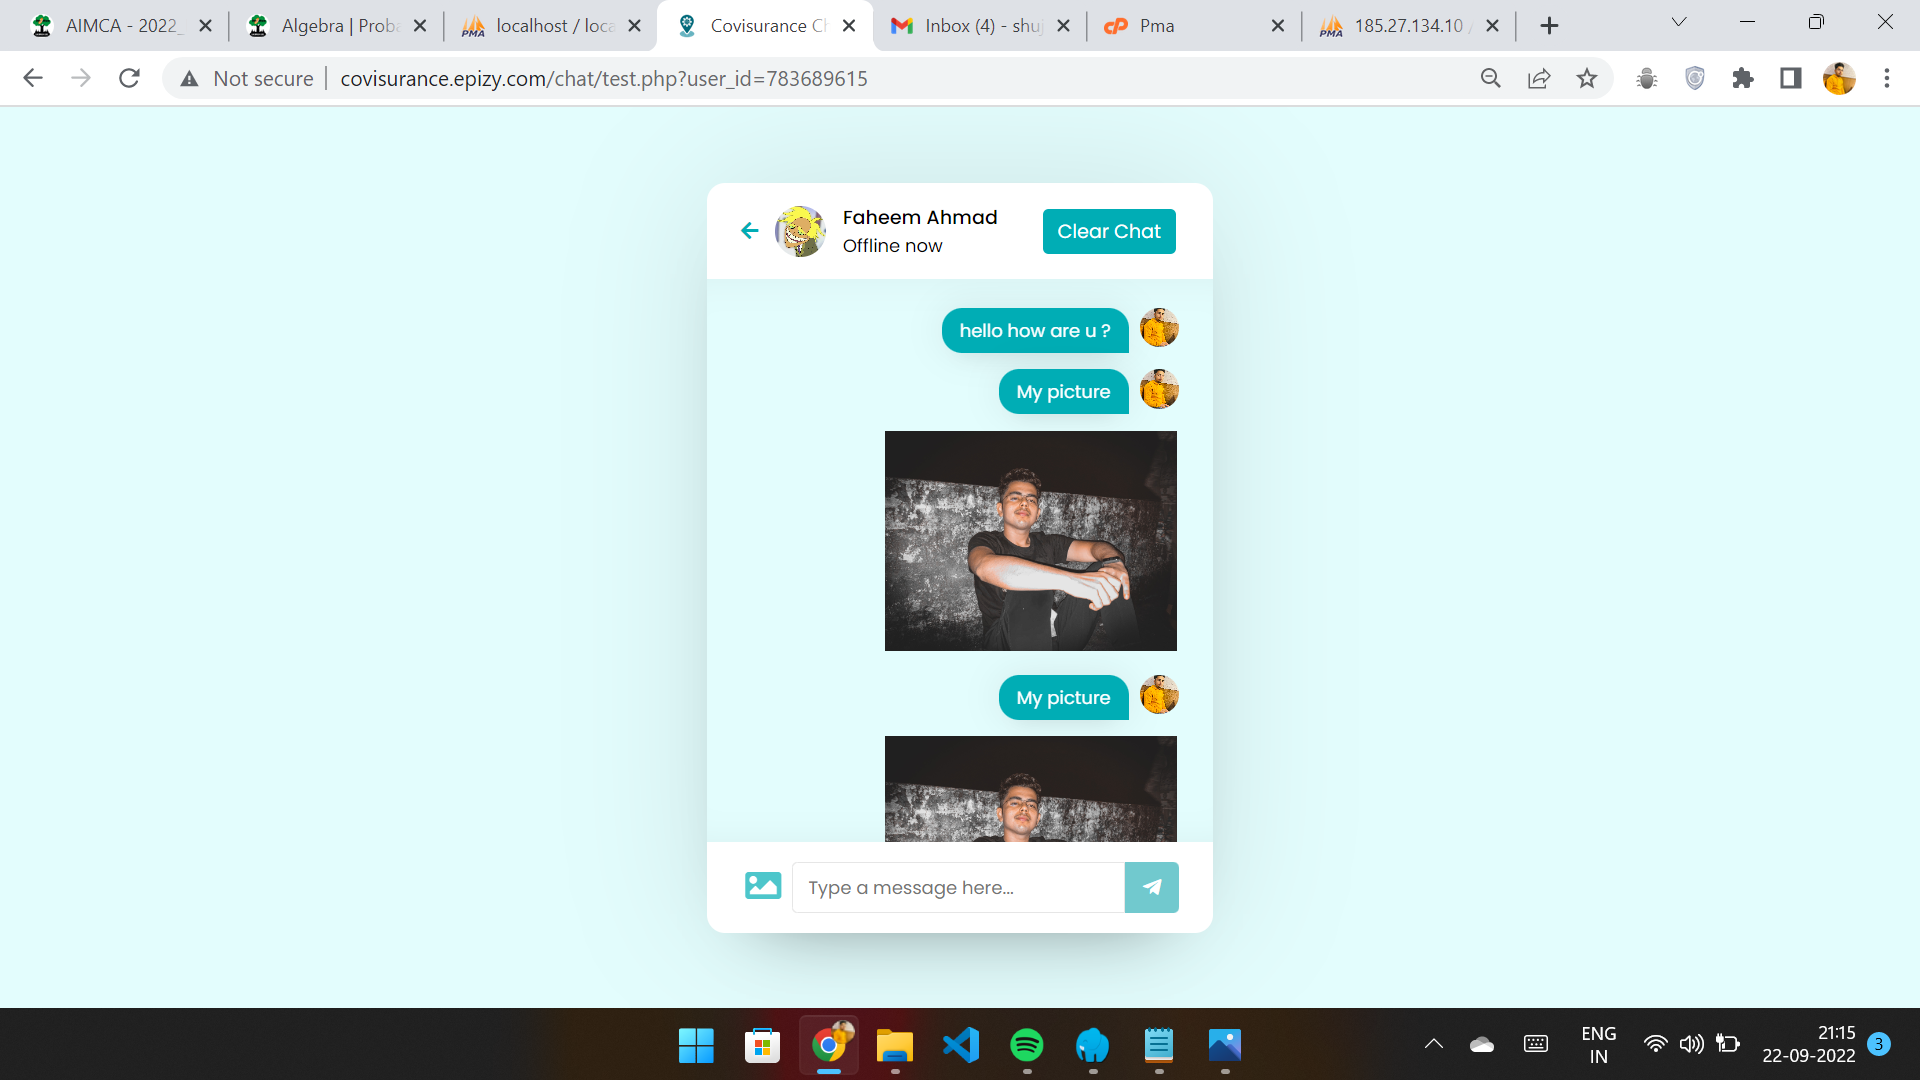 AIMCA - 2022_
Algebra | Proba
localhost / loca
Covisurance Ch
Inbox (4) - shuj
Pma
185.27.134.10 /
Not secure
covisurance.epizy.com/chat/test.php?user_id=783689615
Faheem Ahmad
Offline now
Clear Chat
hello how are u ?
My picture
My picture
Type a message here...
ENG
IN
21:15
22-09-2022
3